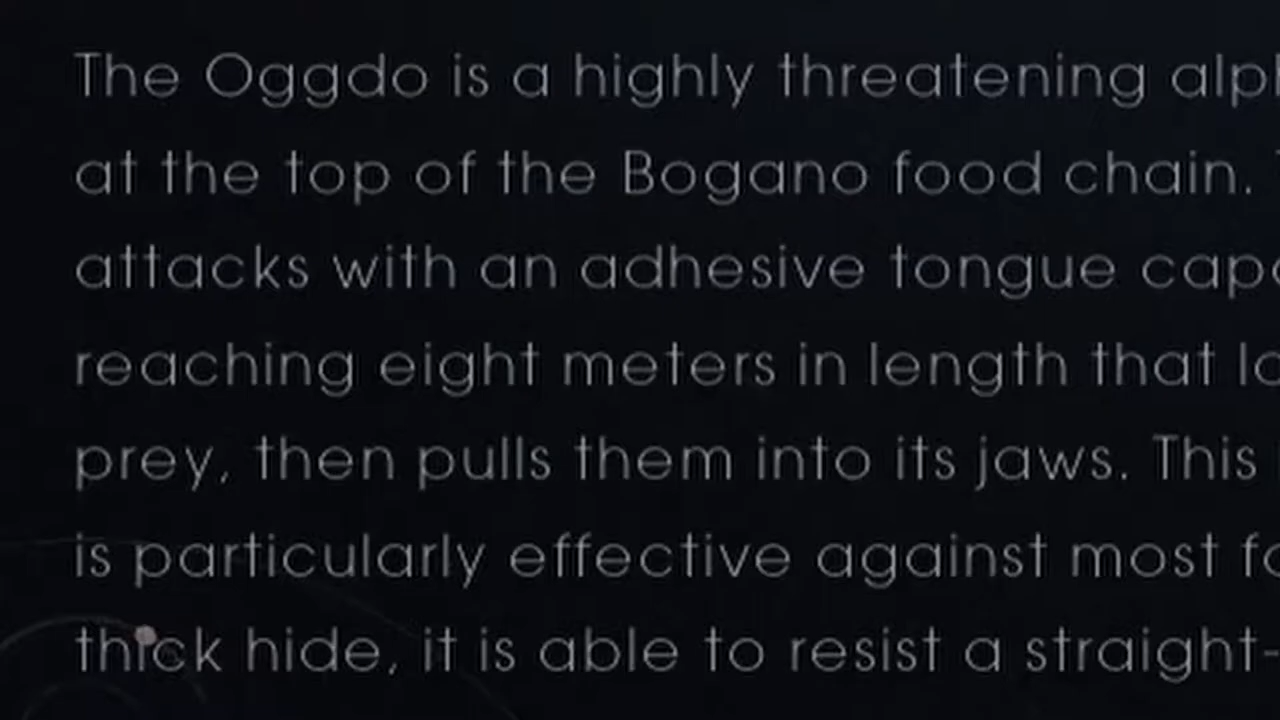 The Oggdo is a highly threatening
at the top of the Bogano food chain.
attacks with an adhesive tongue
reaching eight meters in length that
prey, then pulls them into its jaws. This
is particularly effective against most
thick hide, it is able to resist a straight-